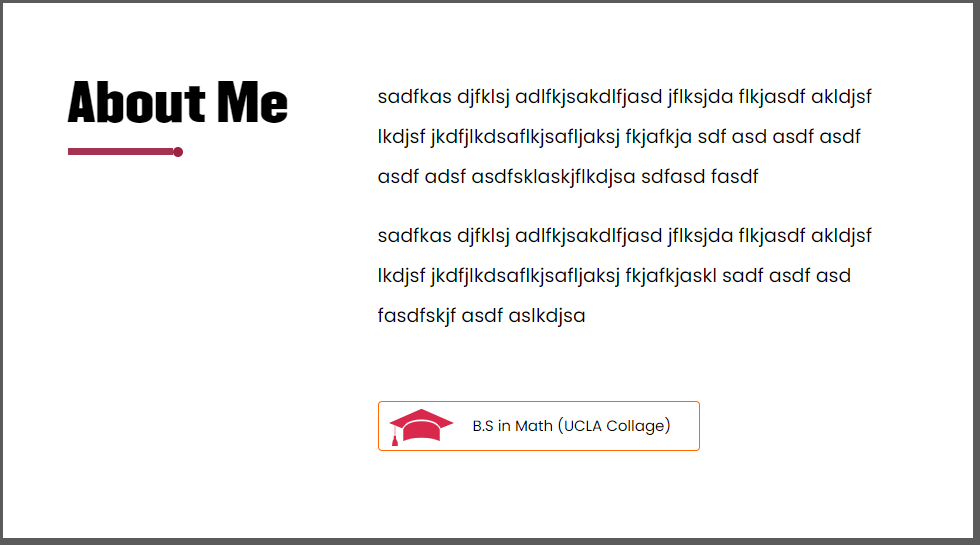 About Me
sadfkas djfklsj adlfkjsakdlfjasd jflksjda flkjasdf akldjsf
lkdjsf jkdfjlkdsaflkjsafljaksj fkjafkja sdf asd asdf asdf
asdf adsf asdfsklaskjflkdjsa sdfasd fasdf
sadfkas djfklsj adlfkjsakdlfjasd jflksjda flkjasdf akldjsf
lkdjsf jkdfjlkdsaflkjsafljaksj fkjafkjaskl sadf asdf asd
fasdfskjf asdf aslkdjsa
B.S in Math (UCLA Collage)